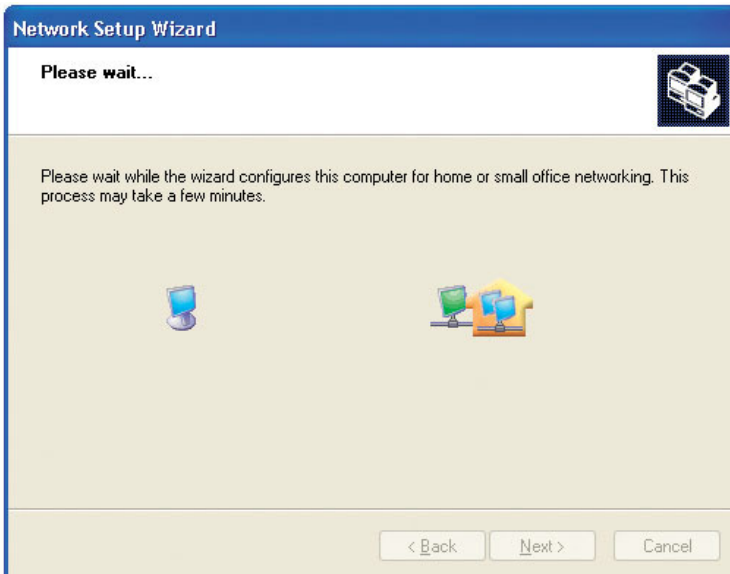 Network Setup Wizard
Please wait...
Please wait while the wizard configures this computer for home or small office networking. This
process may take a few minutes.
< Back Next > Cancel